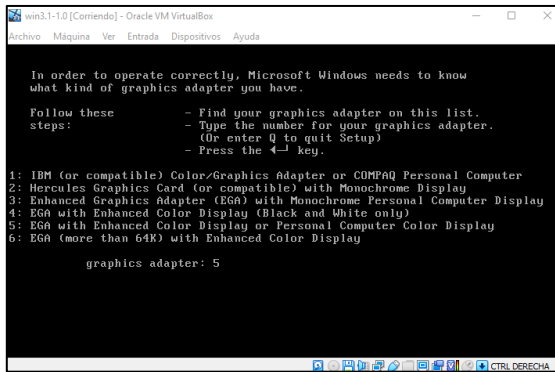 win3.1-1.0 [Corriendo] - Oracle VM VirtualBox
Archivo Máquina Ver Entrada Dispositivos Ayuda
In order to operate correctly, Microsoft Windows needs to know
what kind of graphics adapter you have.
Follow these - Find your graphics adapter on this list.
steps: - Type the number for your graphics adapter.
(Or enter Q to quit Setup)
- Press the ◄─┘ key.
1: IBM (or compatible) Color/Graphics Adapter or COMPAQ Personal Computer
2: Hercules Graphics Card (or compatible) with Monochrome Display
3: Enhanced Graphics Adapter (EGA) with Monochrome Personal Computer Display
4: EGA with Enhanced Color Display (Black and White only)
5: EGA with Enhanced Color Display or Personal Computer Color Display
6: EGA (more than 64K) with Enhanced Color Display
graphics adapter: 5
CTRL DERECHA